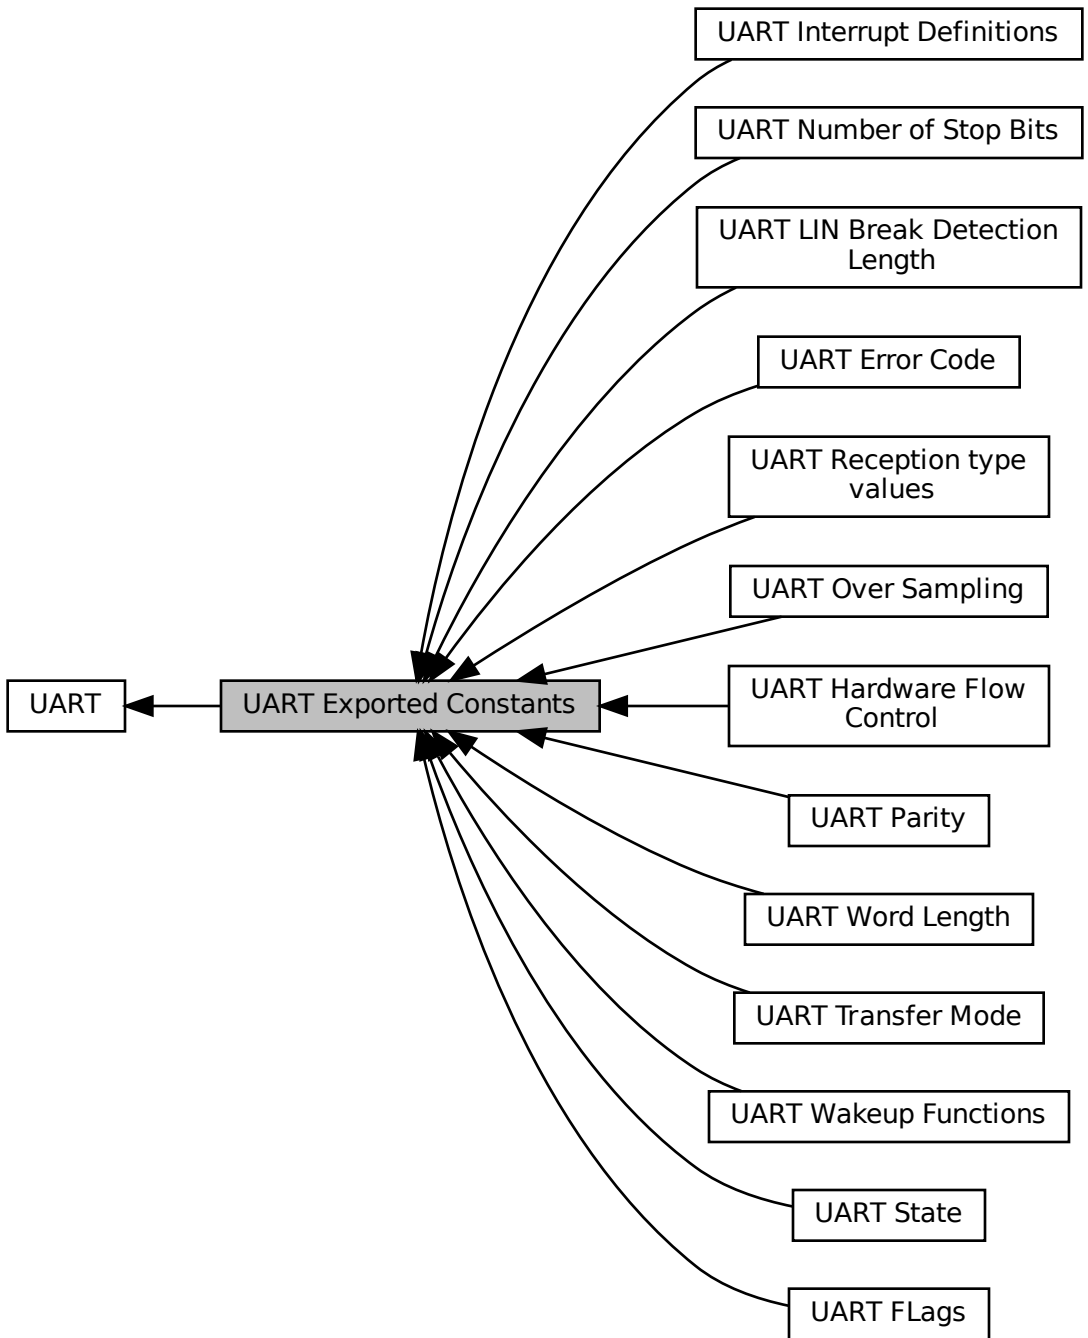 UART Interrupt Definitions
UART Number of Stop Bits
UART LIN Break Detection
Length
UART Error Code
UART Reception type
values
UART Over Sampling
UART
UART Exported Constants
UART Hardware Flow
Control
UART Parity
UART Word Length
UART Transfer Mode
UART Wakeup Functions
UART State
UART FLags